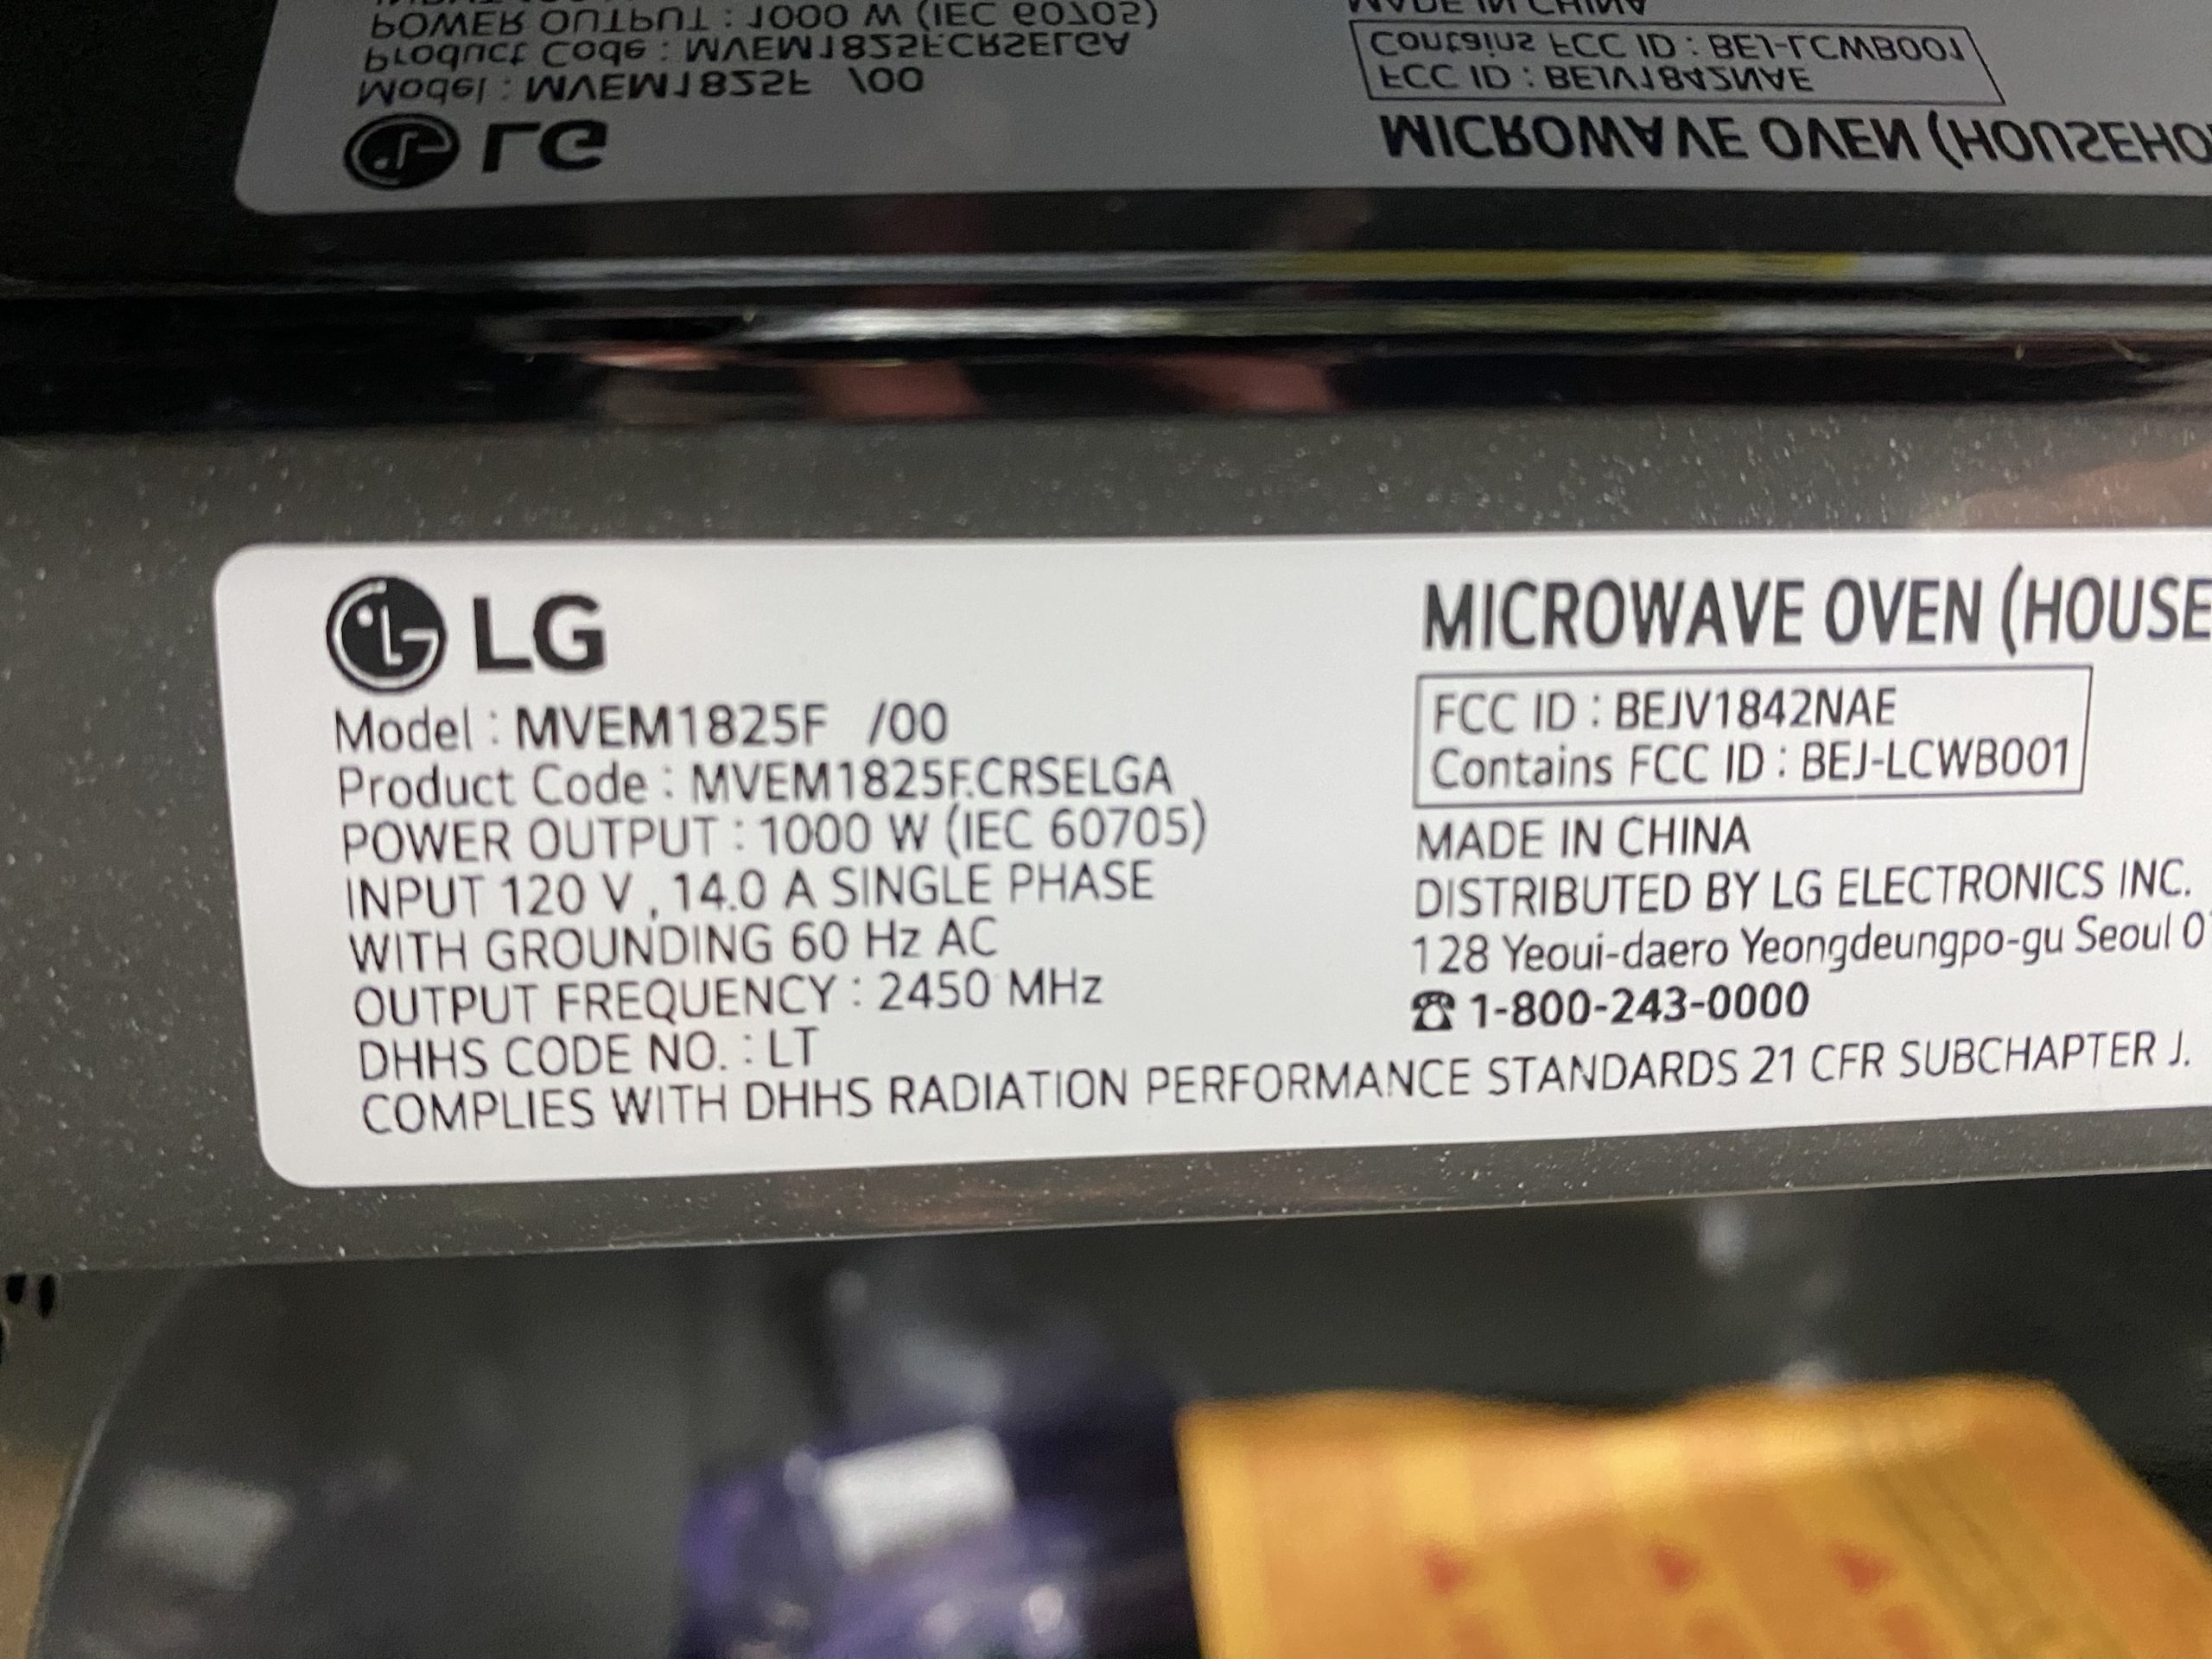 LG
Model : MVEM1825F /00
Product Code : MVEM1825F.CRSELGA
POWER OUTPUT : 1000 W (IEC 60705)
INPUT 120 V , 14.0 A SINGLE PHASE
WITH GROUNDING 60 Hz AC
OUTPUT FREQUENCY : 2450 MHz
DHHS CODE NO. : LT
COMPLIES WITH DHHS RADIATION PERFORMANCE STANDARDS 21 CFR SUBCHAPTER J.
MICROWAVE OVEN (HOUSE
FCC ID : BEJV1842NAE
Contains FCC ID : BEJ-LCWB001
MADE IN CHINA
DISTRIBUTED BY LG ELECTRONICS INC.
128 Yeoui-daero Yeongdeungpo-gu Seoul 0
☎ 1-800-243-0000